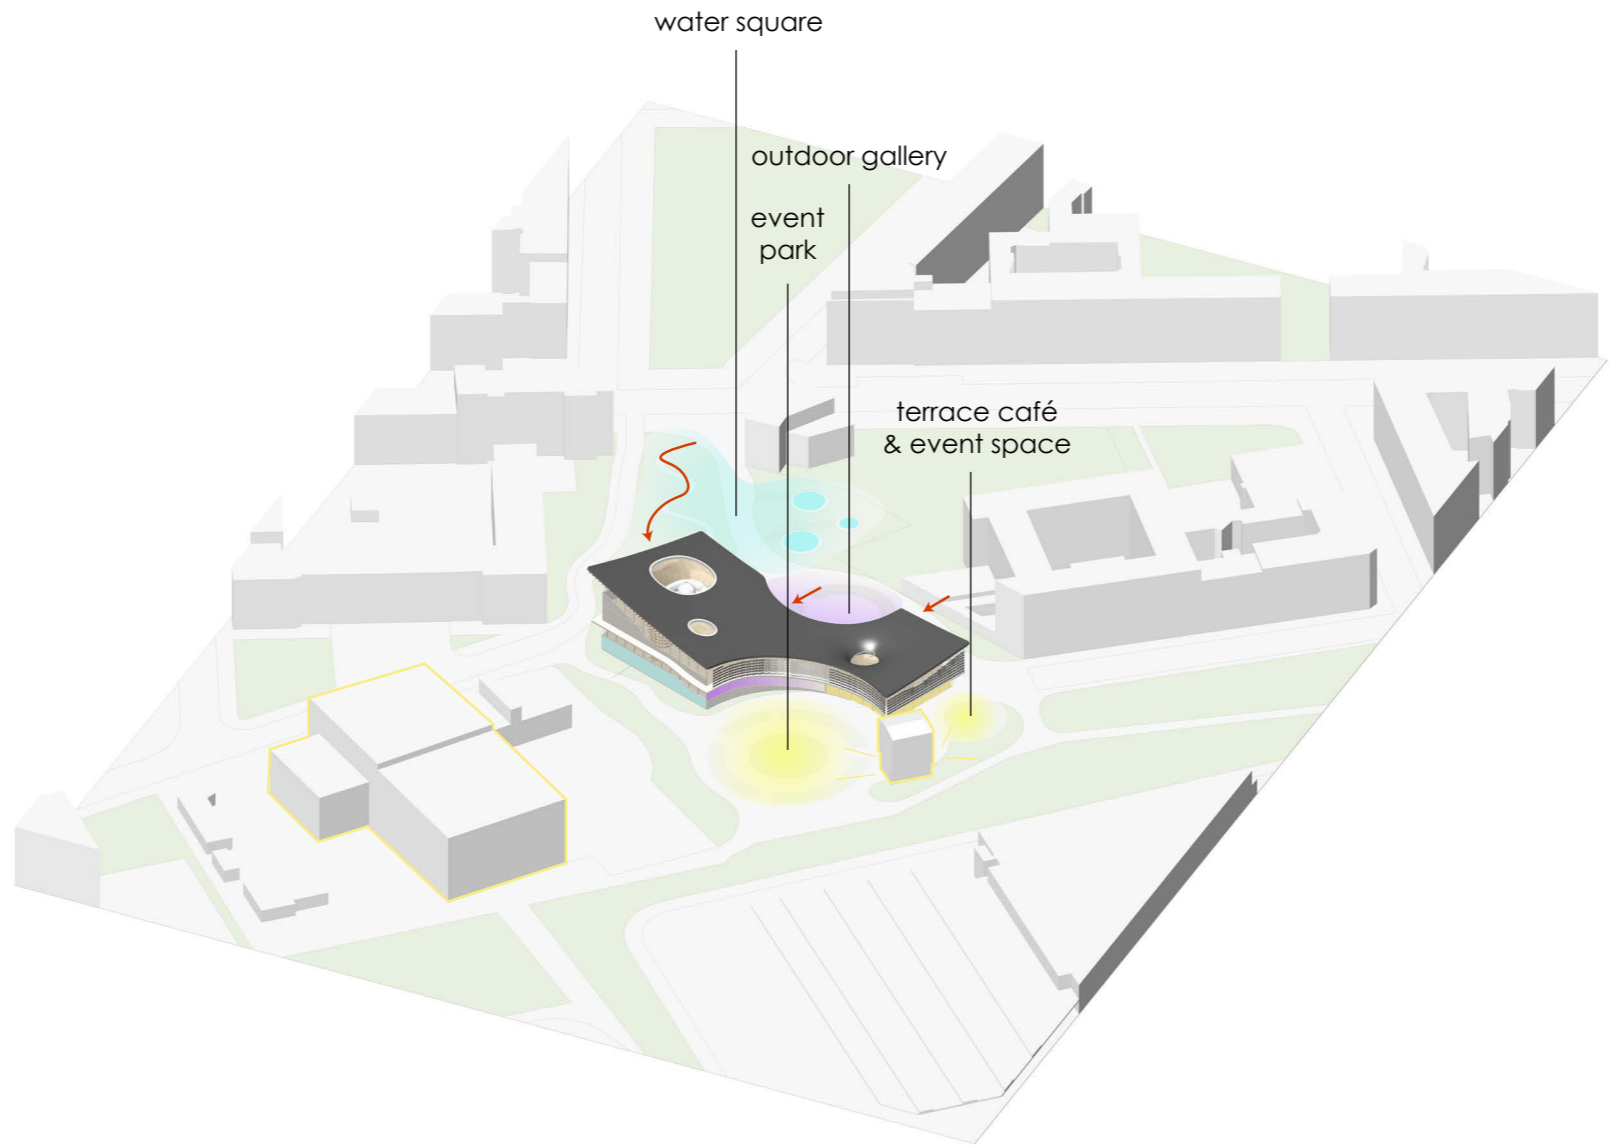 water square
outdoor gallery
event
park
terrace café
& event space